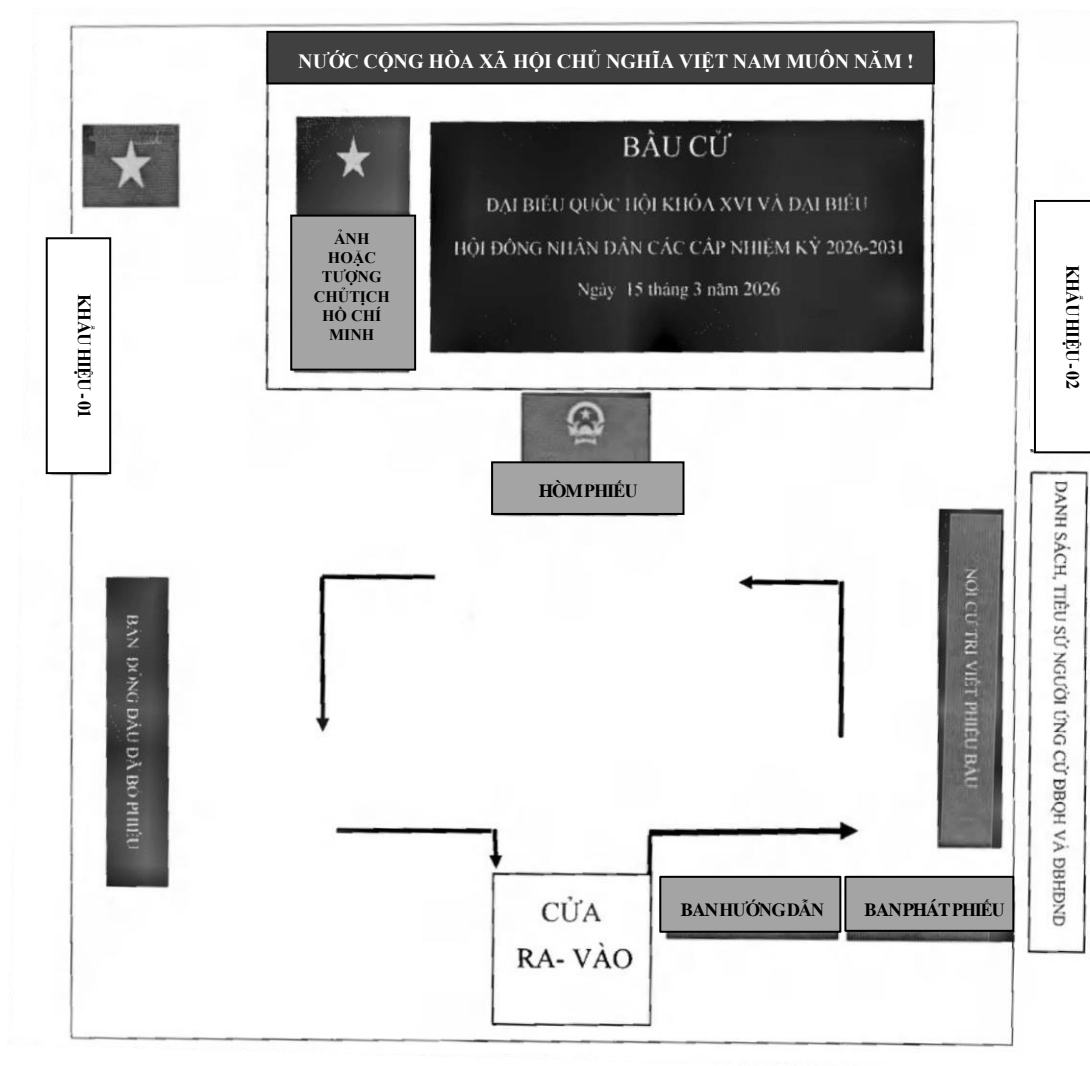 NƯỚC CỘNG HÒA XÃ HỘI CHỦ NGHĨA VIỆT NAM MUÔN NĂM !
BẦU CỬ
ĐẠI BIỂU QUỐC HỘI KHÓA XVI VÀ ĐẠI BIỂU
HỘI ĐỒNG NHÂN DÂN CÁC CẤP NHIỆM KỲ 2026-2031
Ngày 15 tháng 3 năm 2026
ẢNH
HOẶC
TƯỢNG
CHỦ TỊCH
HỒ CHÍ
MINH
KHẨU HIỆU - 01
KHẨU HIỆU - 02
HÒM PHIẾU
BÀN ĐÓNG DẤU ĐÃ BỎ PHIẾU
NƠI CỬ TRI VIẾT PHIẾU BẦU
DANH SÁCH, TIỂU SỬ NGƯỜI ỨNG CỬ ĐBQH VÀ ĐBHĐND
CỬA
RA- VÀO
BAN HƯỚNG DẪN
BAN PHÁT PHIẾU